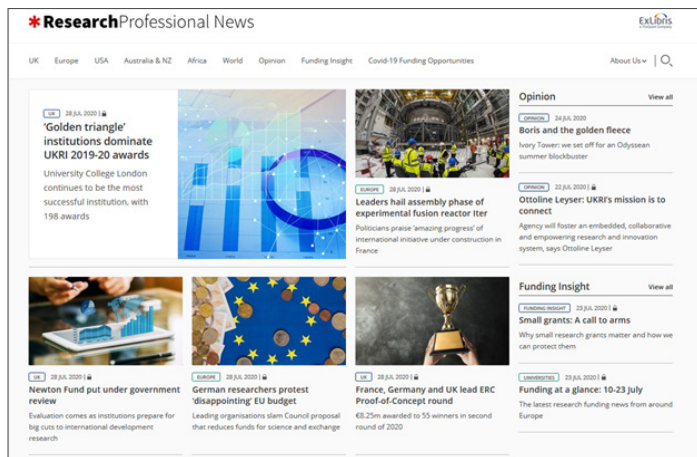 *ResearchProfessional News
ExLibris
UK Europe USA Australia & NZ Africa World Opinion Funding Insight Covid-19 Funding Opportunities About Us
UK 28 JUL 2020 |
‘Golden triangle’
institutions dominate
UKRI 2019-20 awards
University College London
continues to be the most
successful institution, with
198 awards
EUROPE 28 JUL 2020 |
Leaders hail assembly phase of
experimental fusion reactor Iter
Politicians praise ‘amazing progress’ of
international initiative under construction in
France
Opinion View all
OPINION 24 JUL 2020
Boris and the golden fleece
Ivory Tower: we set off for an Odyssean
summer blockbuster
OPINION 22 JUL 2020 |
Ottoline Leyser: UKRI’s mission is to
connect
Agency will foster an embedded, collaborative
and empowering research and innovation
system, says Ottoline Leyser
UK 28 JUL 2020 |
Newton Fund put under government
review
Evaluation comes as institutions prepare for
big cuts to international development
research
EUROPE 28 JUL 2020 |
German researchers protest
‘disappointing’ EU budget
Leading organisations slam Council proposal
that reduces funds for science and exchange
UK 28 JUL 2020 |
France, Germany and UK lead ERC
Proof-of-Concept round
€8.25m awarded to 55 winners in second
round of 2020
Funding Insight View all
FUNDING INSIGHT 23 JUL 2020 |
Small grants: A call to arms
Why small research grants matter and how we
can protect them
UNIVERSITIES 23 JUL 2020 |
Funding at a glance: 10-23 July
The latest research funding news from around
Europe